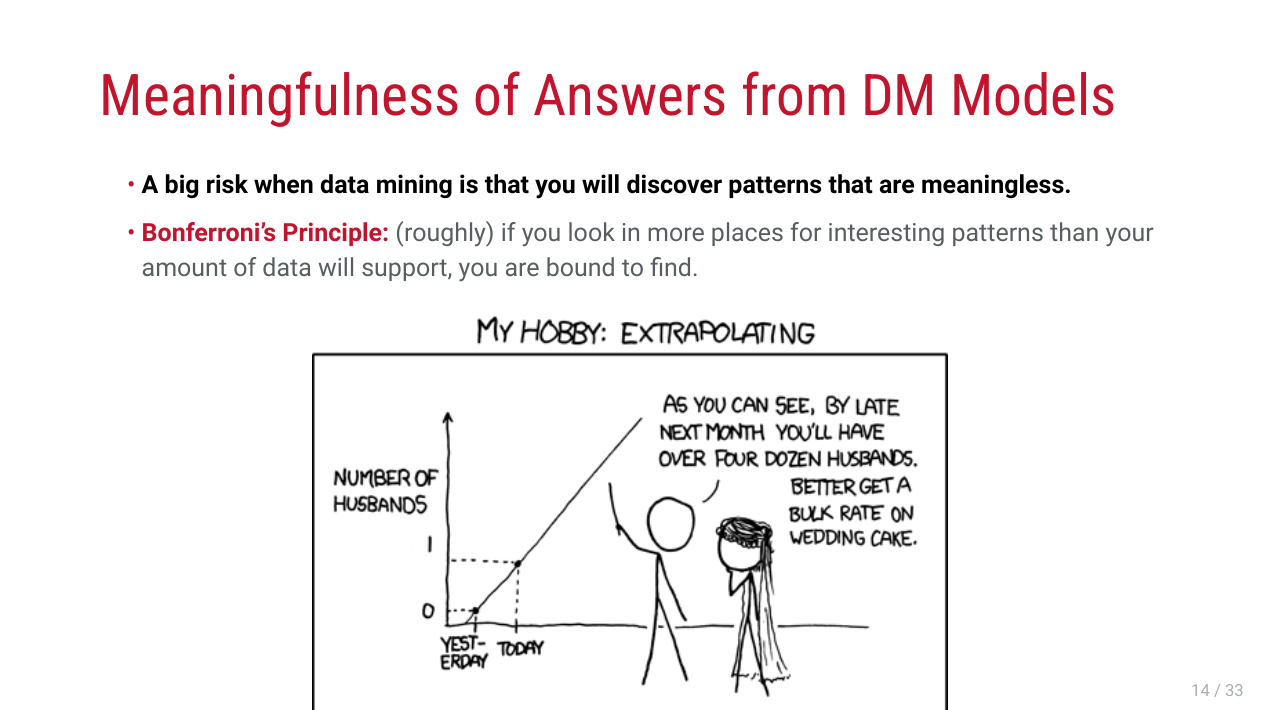 Meaningfulness of Answers from DM Models
• A big risk when data mining is that you will discover patterns that are meaningless.
• Bonferroni’s Principle: (roughly) if you look in more places for interesting patterns than your
amount of data will support, you are bound to find.
MY HOBBY: EXTRAPOLATING
AS YOU CAN SEE, BY LATE
NEXT MONTH YOU'LL HAVE
OVER FOUR DOZEN HUSBANDS.
BETTER GET A
BULK RATE ON
WEDDING CAKE.
NUMBER OF
HUSBANDS
1
0
YEST-
ERDAY
TODAY
14 / 33